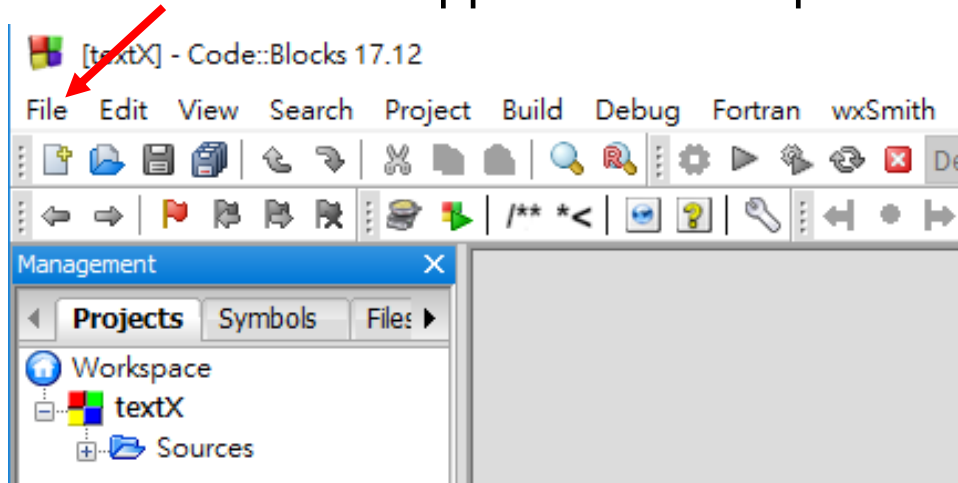 [textX] - Code::Blocks 17.12
File Edit View Search Project Build Debug Fortran wxSmith
/** *<
Management
Projects Symbols Files
Workspace
textX
Sources